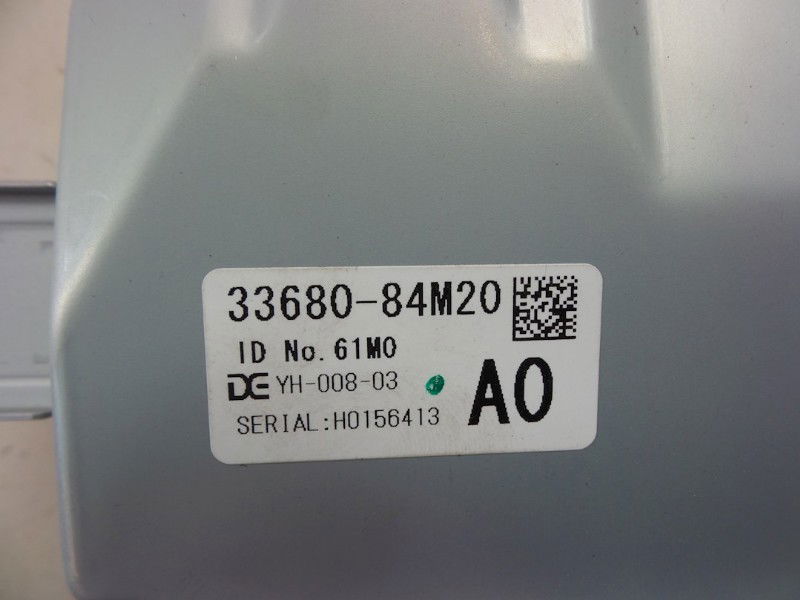 33680-84M20
ID No. 61M0
DE YH-008-03
A0
SERIAL:H0156413